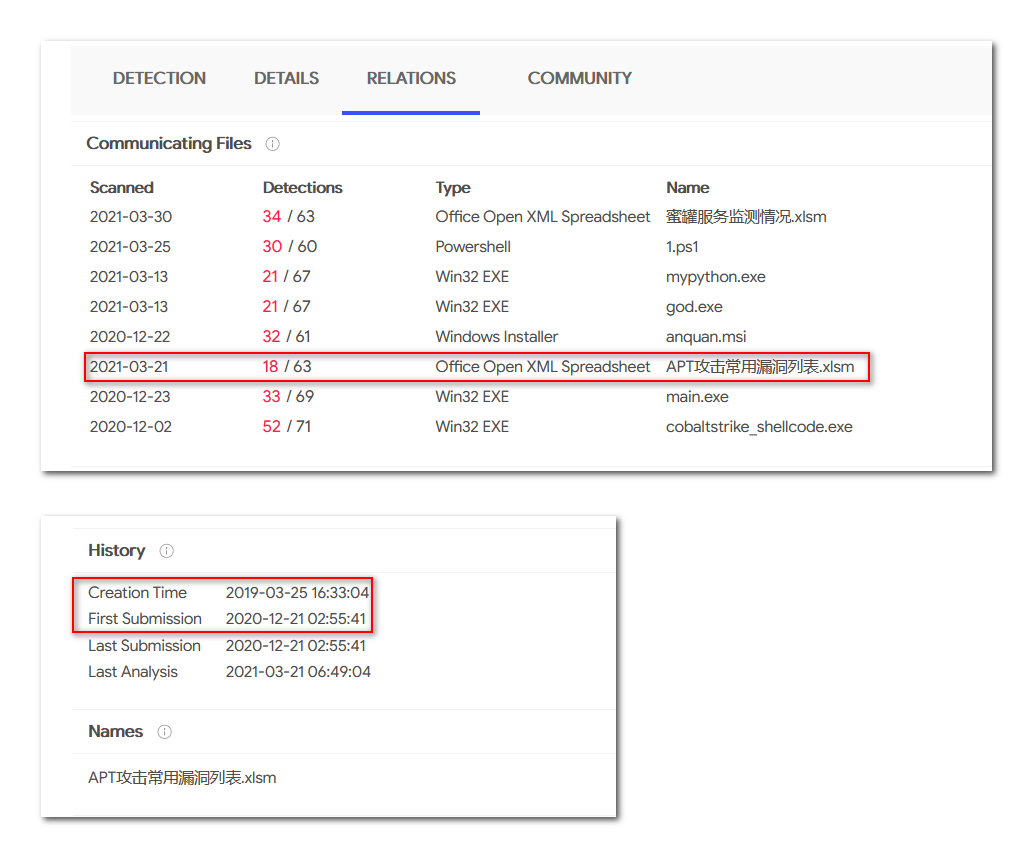 DETECTION DETAILS RELATIONS COMMUNITY
Communicating Files
Scanned Detections Type Name
2021-03-30 34 / 63 Office Open XML Spreadsheet 蜜罐服务监测情况.xlsm
2021-03-25 30 / 60 Powershell 1.ps1
2021-03-13 21 / 67 Win32 EXE mypython.exe
2021-03-13 21 / 67 Win32 EXE god.exe
2020-12-22 32 / 61 Windows Installer anquan.msi
2021-03-21 18 / 63 Office Open XML Spreadsheet APT攻击常用漏洞列表.xlsm
2020-12-23 33 / 69 Win32 EXE main.exe
2020-12-02 52 / 71 Win32 EXE cobaltstrike_shellcode.exe
History
Creation Time 2019-03-25 16:33:04
First Submission 2020-12-21 02:55:41
Last Submission 2020-12-21 02:55:41
Last Analysis 2021-03-21 06:49:04
Names
APT攻击常用漏洞列表.xlsm